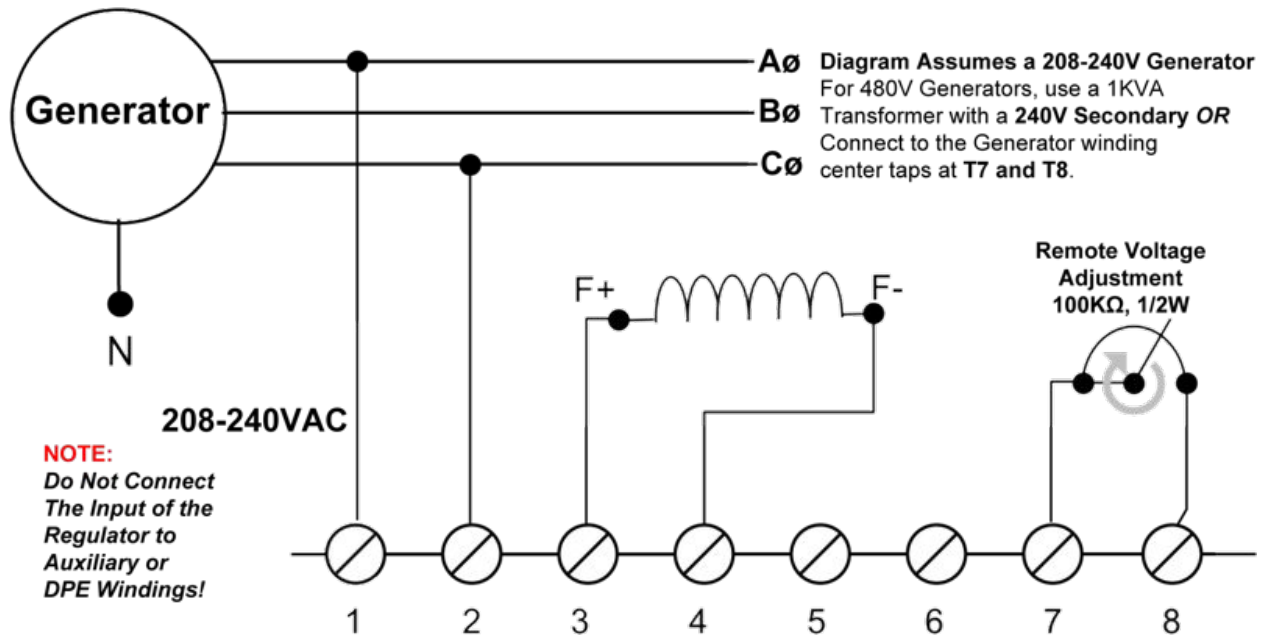 Generator
N
Aø
Bø
Cø
Diagram Assumes a 208-240V Generator
For 480V Generators, use a 1KVA
Transformer with a 240V Secondary OR
Connect to the Generator winding
center taps at T7 and T8.
F+
F-
Remote Voltage
Adjustment
100KΩ, 1/2W
208-240VAC
NOTE:
Do Not Connect
The Input of the
Regulator to
Auxiliary or
DPE Windings!
1 2 3 4 5 6 7 8